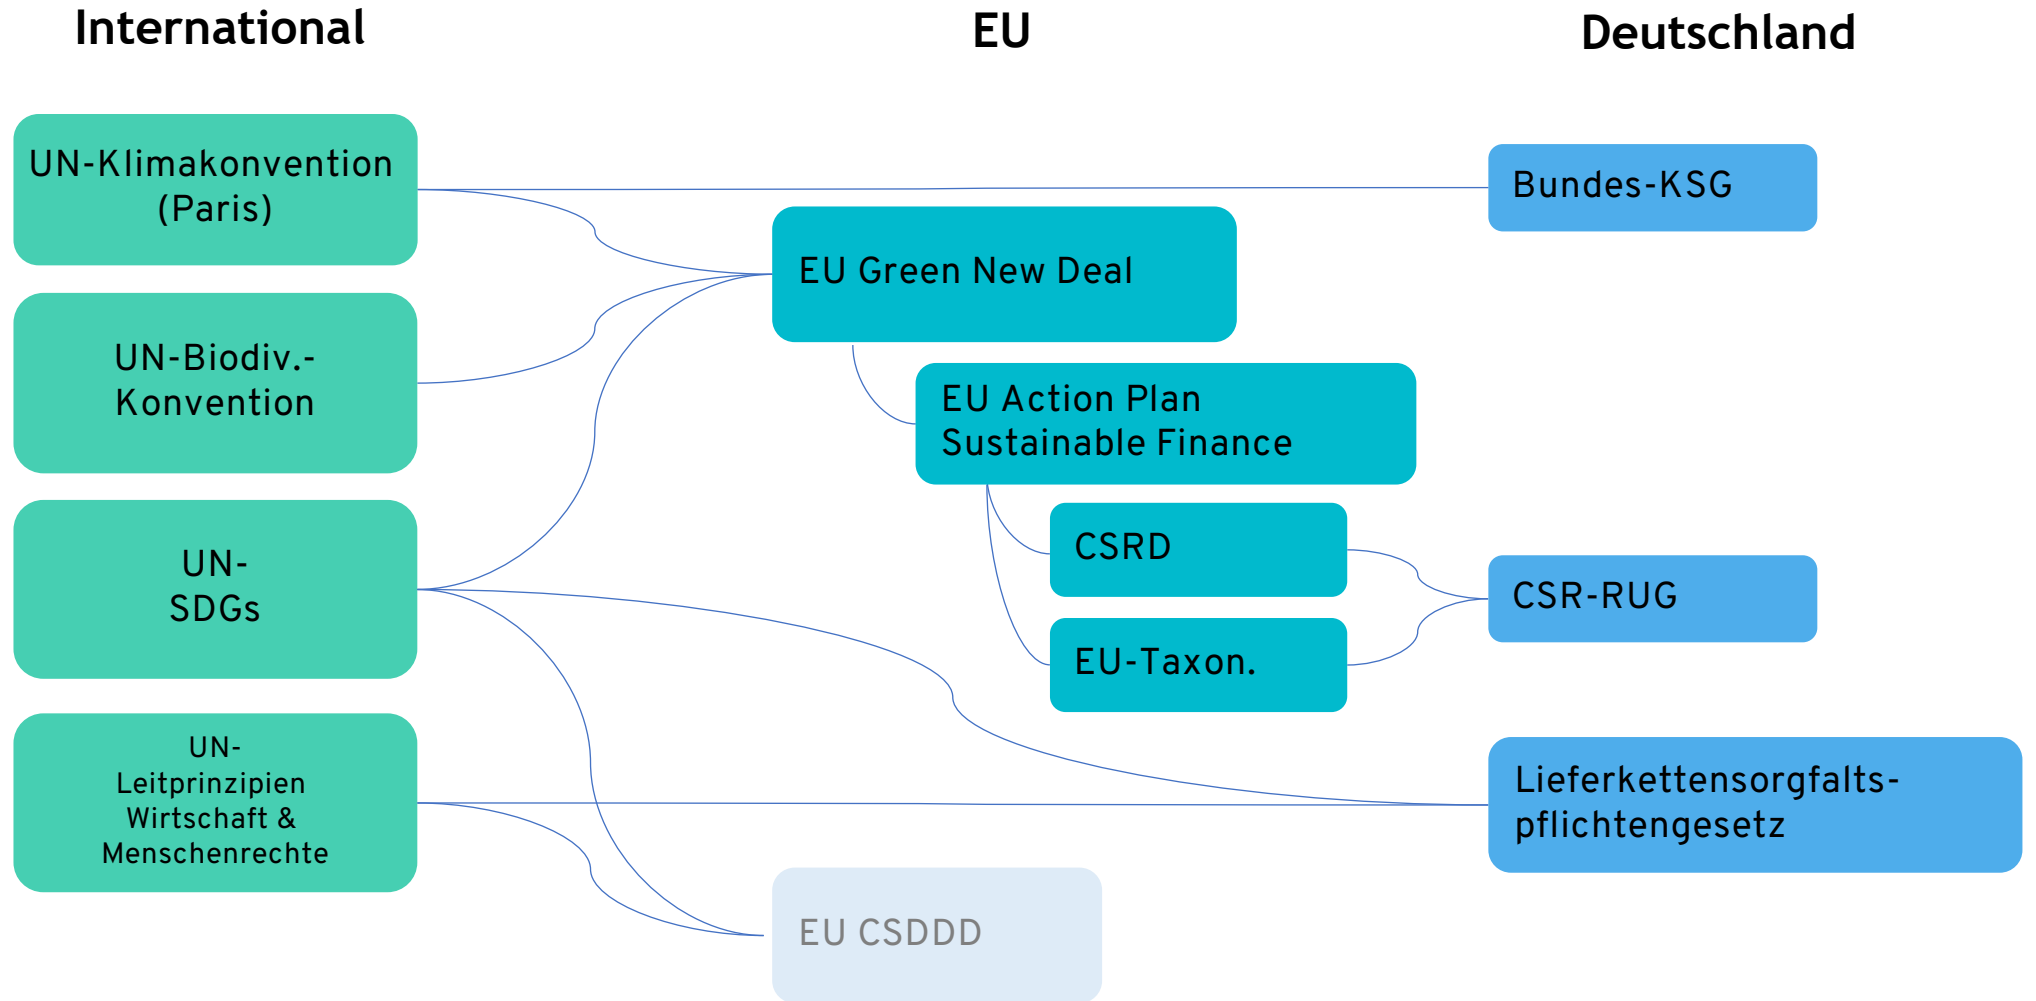 International
EU
Deutschland
UN-Klimakonvention
(Paris)
Bundes-KSG
EU Green New Deal
UN-Biodiv.-
Konvention
EU Action Plan
Sustainable Finance
UN-
SDGs
CSRD
CSR-RUG
EU-Taxon.
UN-
Leitprinzipien
Wirtschaft &
Menschenrechte
Lieferkettensorgfalts-
pflichtengesetz
EU CSDDD